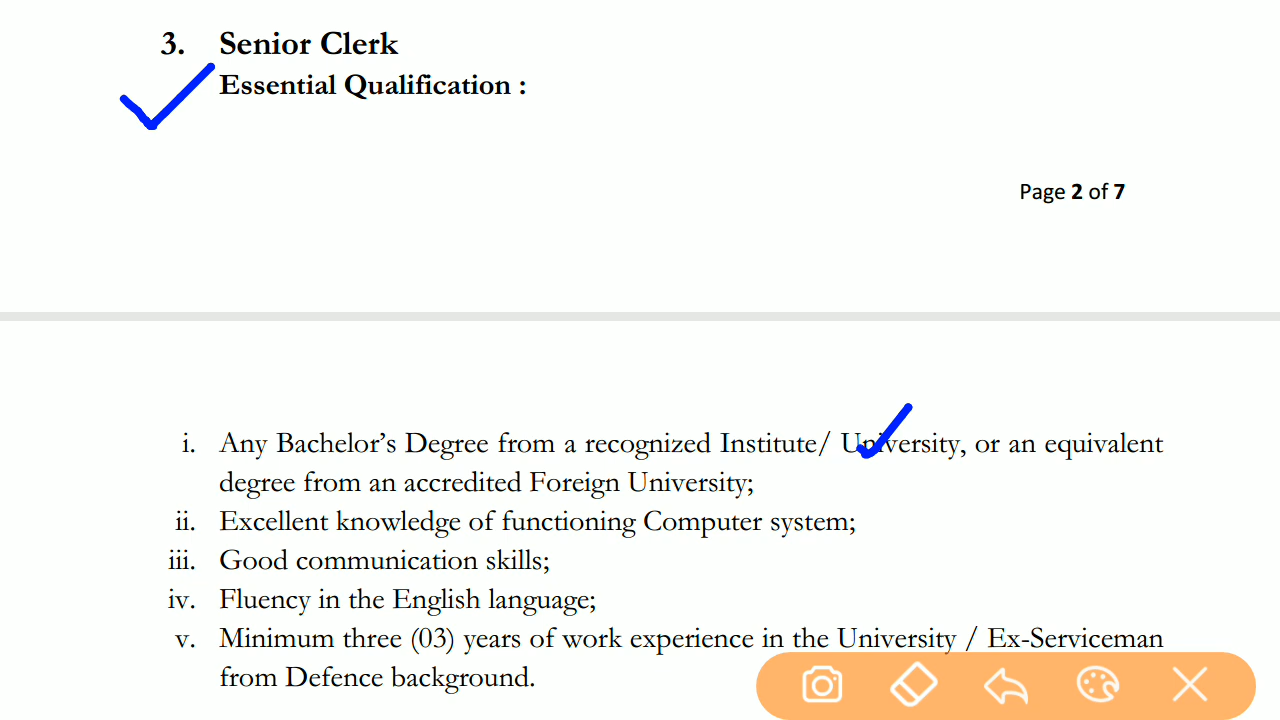 3. Senior Clerk
Essential Qualification :
Page 2 of 7
i. Any Bachelor’s Degree from a recognized Institute/ University, or an equivalent
degree from an accredited Foreign University;
ii. Excellent knowledge of functioning Computer system;
iii. Good communication skills;
iv. Fluency in the English language;
v. Minimum three (03) years of work experience in the University / Ex-Serviceman
from Defence background.